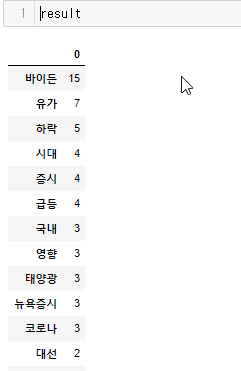 1 result
0
바이든 15
유가 7
하락 5
시대 4
증시 4
급등 4
국내 3
영향 3
태양광 3
뉴욕증시 3
코로나 3
대선 2